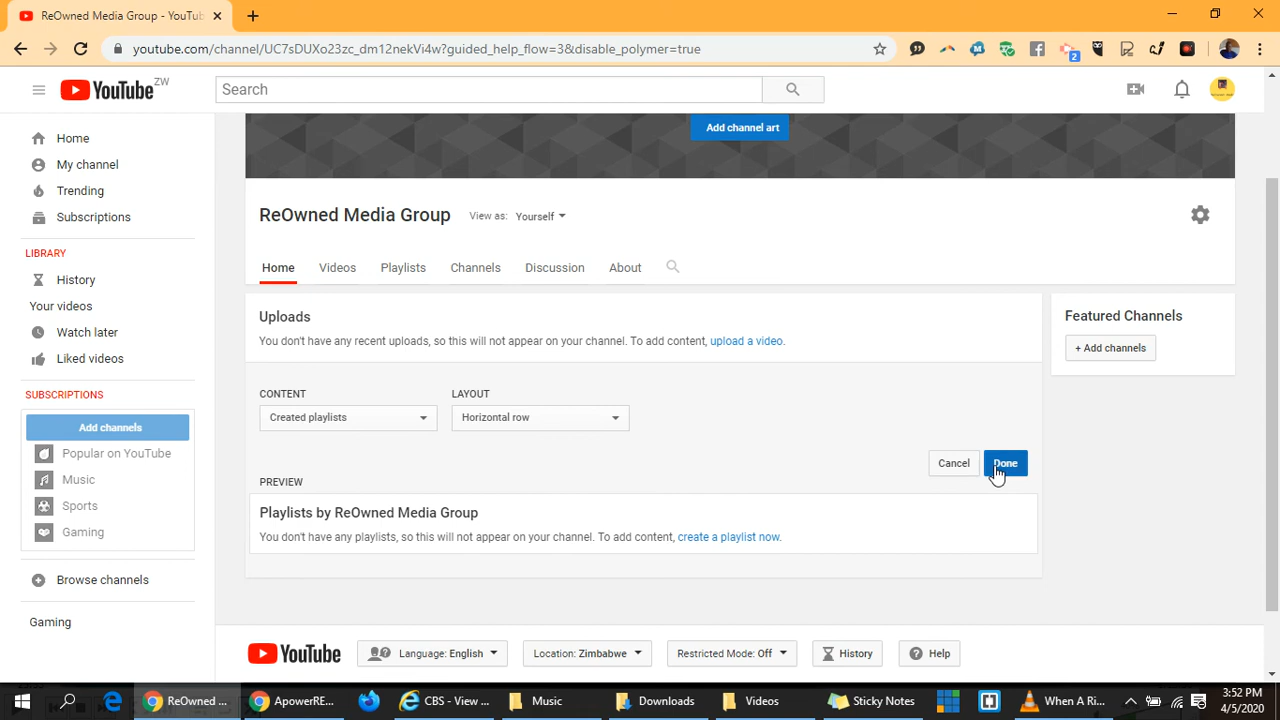 ReOwned Media Group - YouTu
youtube.com/channel/UC7sDUXo23zc_dm12nekVi4w?guided_help_flow=3&disable_polymer=true
2
YouTube ZW
Search
Add channel art
Home
My channel
Trending
Subscriptions
LIBRARY
History
Your videos
Watch later
Liked videos
SUBSCRIPTIONS
Add channels
Popular on YouTube
Music
Sports
Gaming
Browse channels
Gaming
ReOwned Media Group View as: Yourself
Home Videos Playlists Channels Discussion About
Uploads
You don't have any recent uploads, so this will not appear on your channel. To add content, upload a video.
CONTENT LAYOUT
Created playlists Horizontal row
Cancel Done
PREVIEW
Playlists by ReOwned Media Group
You don't have any playlists, so this will not appear on your channel. To add content, create a playlist now.
Featured Channels
+ Add channels
YouTube Language: English Location: Zimbabwe Restricted Mode: Off History Help
ReOwned ... ApowerRE... CBS - View ... Music Downloads Videos Sticky Notes When A Ri...
3:52 PM
4/5/2020